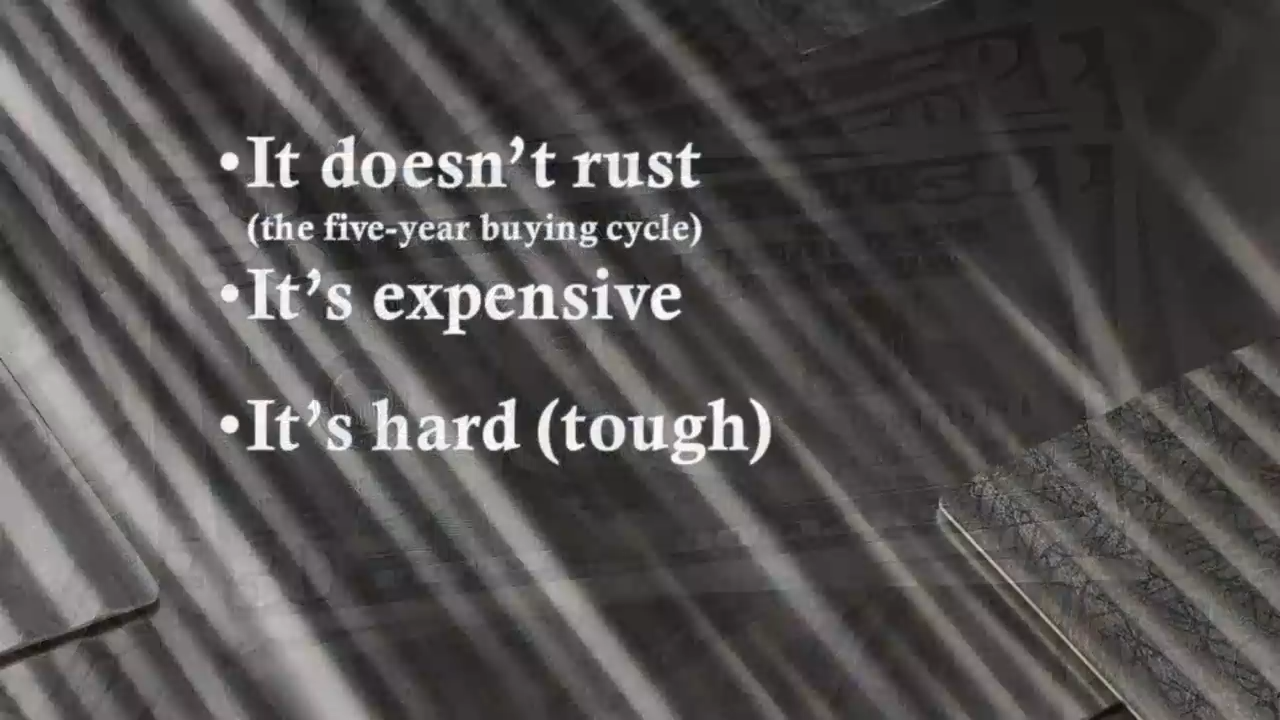 •It doesn’t rust
(the five-year buying cycle)
•It’s expensive
•It’s hard (tough)